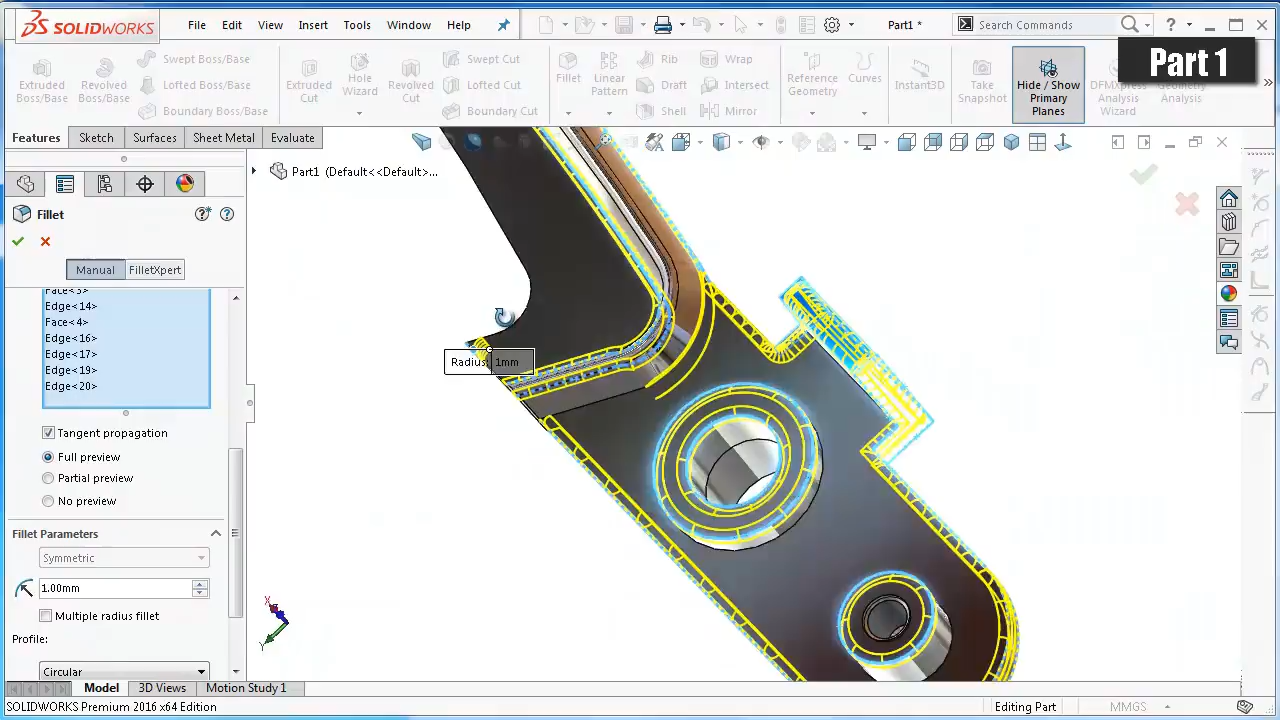 SOLIDWORKS
File
Edit
View
Insert
Tools
Window
Help
Part1 *
Search Commands
Part 1
Extruded Boss/Base
Revolved Boss/Base
Swept Boss/Base
Lofted Boss/Base
Boundary Boss/Base
Extruded Cut
Hole Wizard
Revolved Cut
Swept Cut
Lofted Cut
Boundary Cut
Fillet
Linear Pattern
Rib
Draft
Shell
Wrap
Intersect
Mirror
Reference Geometry
Curves
Instant3D
Take Snapshot
Hide / Show Primary Planes
DFMXpress Analysis Wizard
Geometry Analysis
Features
Sketch
Surfaces
Sheet Metal
Evaluate
Part1 (Default<<Default>...
Fillet
Manual
FilletXpert
Edge<14>
Face<4>
Edge<16>
Edge<17>
Edge<19>
Edge<20>
Tangent propagation
Full preview
Partial preview
No preview
Fillet Parameters
Symmetric
1.00mm
Multiple radius fillet
Profile:
Circular
Radius: 1mm
Model
3D Views
Motion Study 1
SOLIDWORKS Premium 2016 x64 Edition
Editing Part
MMGS